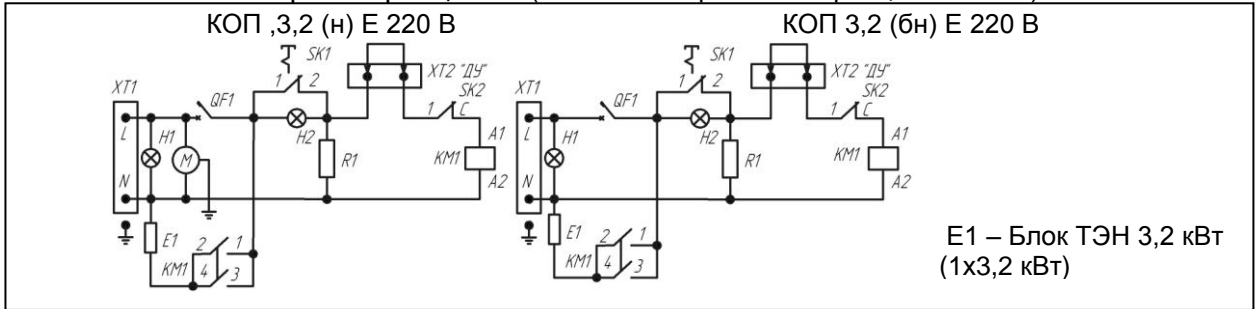 КОП ,3,2 (н) Е 220 В
КОП 3,2 (бн) Е 220 В
SK1
1 2
XT2 "ДУ"
SK2
1 C
XT1
QF1
L
H1
M
H2
R1
A1
KM1
A2
N
E1
2 1
KM1 4 3
SK1
1 2
XT2 "ДУ"
SK2
1 C
XT1
QF1
L
H1
H2
R1
A1
KM1
A2
N
E1
2 1
KM1 4 3
Е1 – Блок ТЭН 3,2 кВт
(1х3,2 кВт)